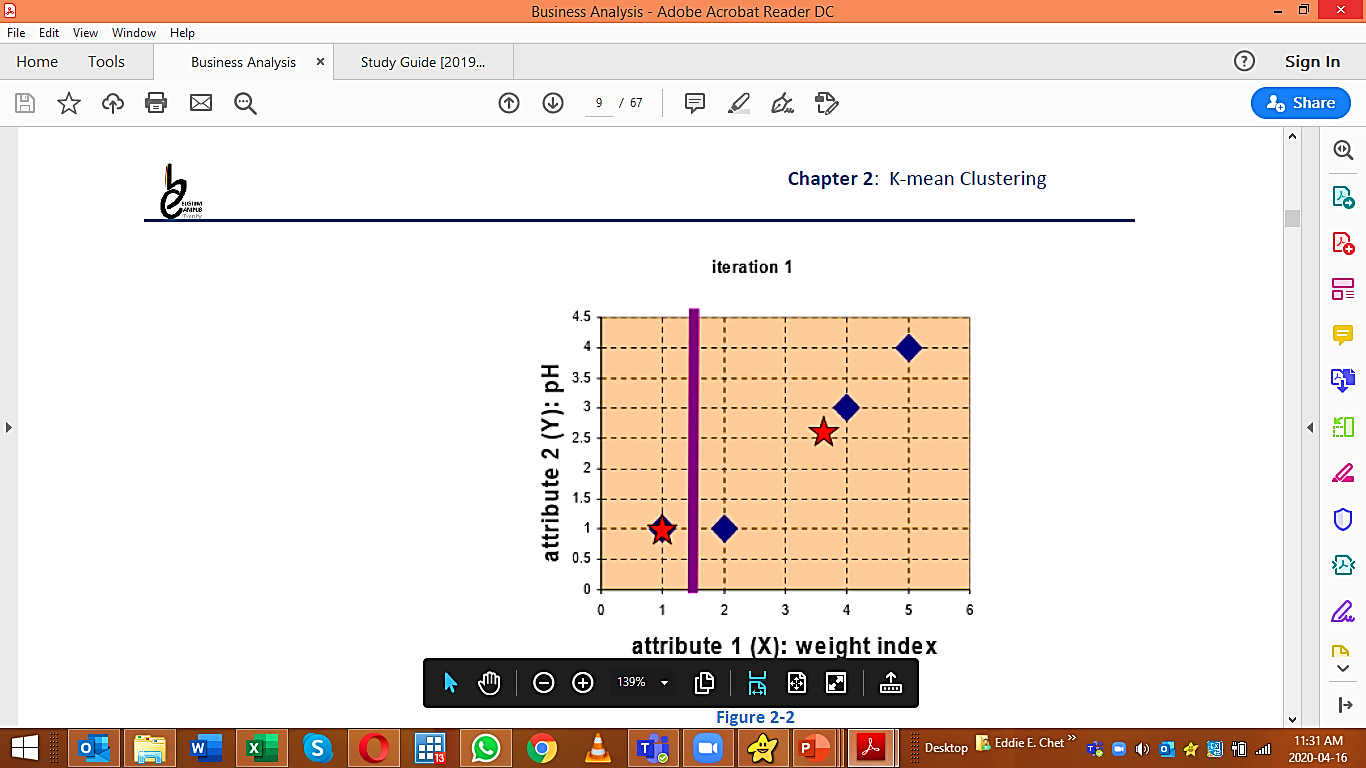 Business Analysis - Adobe Acrobat Reader DC
File Edit View Window Help
Home Tools Business Analysis × Study Guide [2019... ? Sign In
9 / 67 Share
Chapter 2: K-mean Clustering
iteration 1
attribute 2 (Y): pH
4.5
4
3.5
3
2.5
2
1.5
1
0.5
0
0 1 2 3 4 5 6
attribute 1 (X): weight index
139%
Figure 2-2
13
Desktop Eddie E. Chet »
11:31 AM
2020-04-16